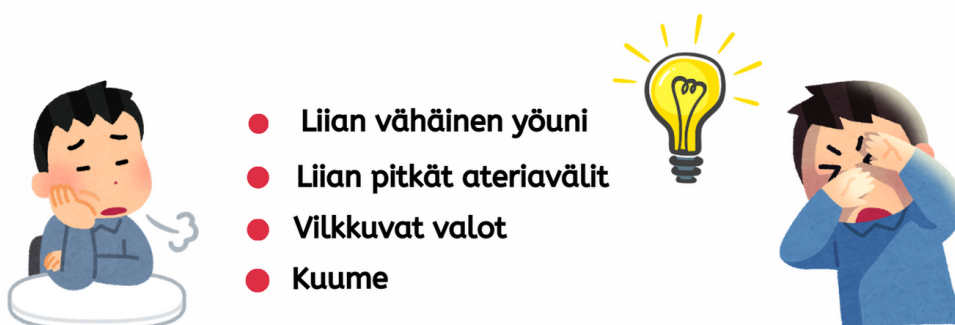 Liian vähäinen yöuni
Liian pitkät ateriavälit
Vilkkuvat valot
Kuume